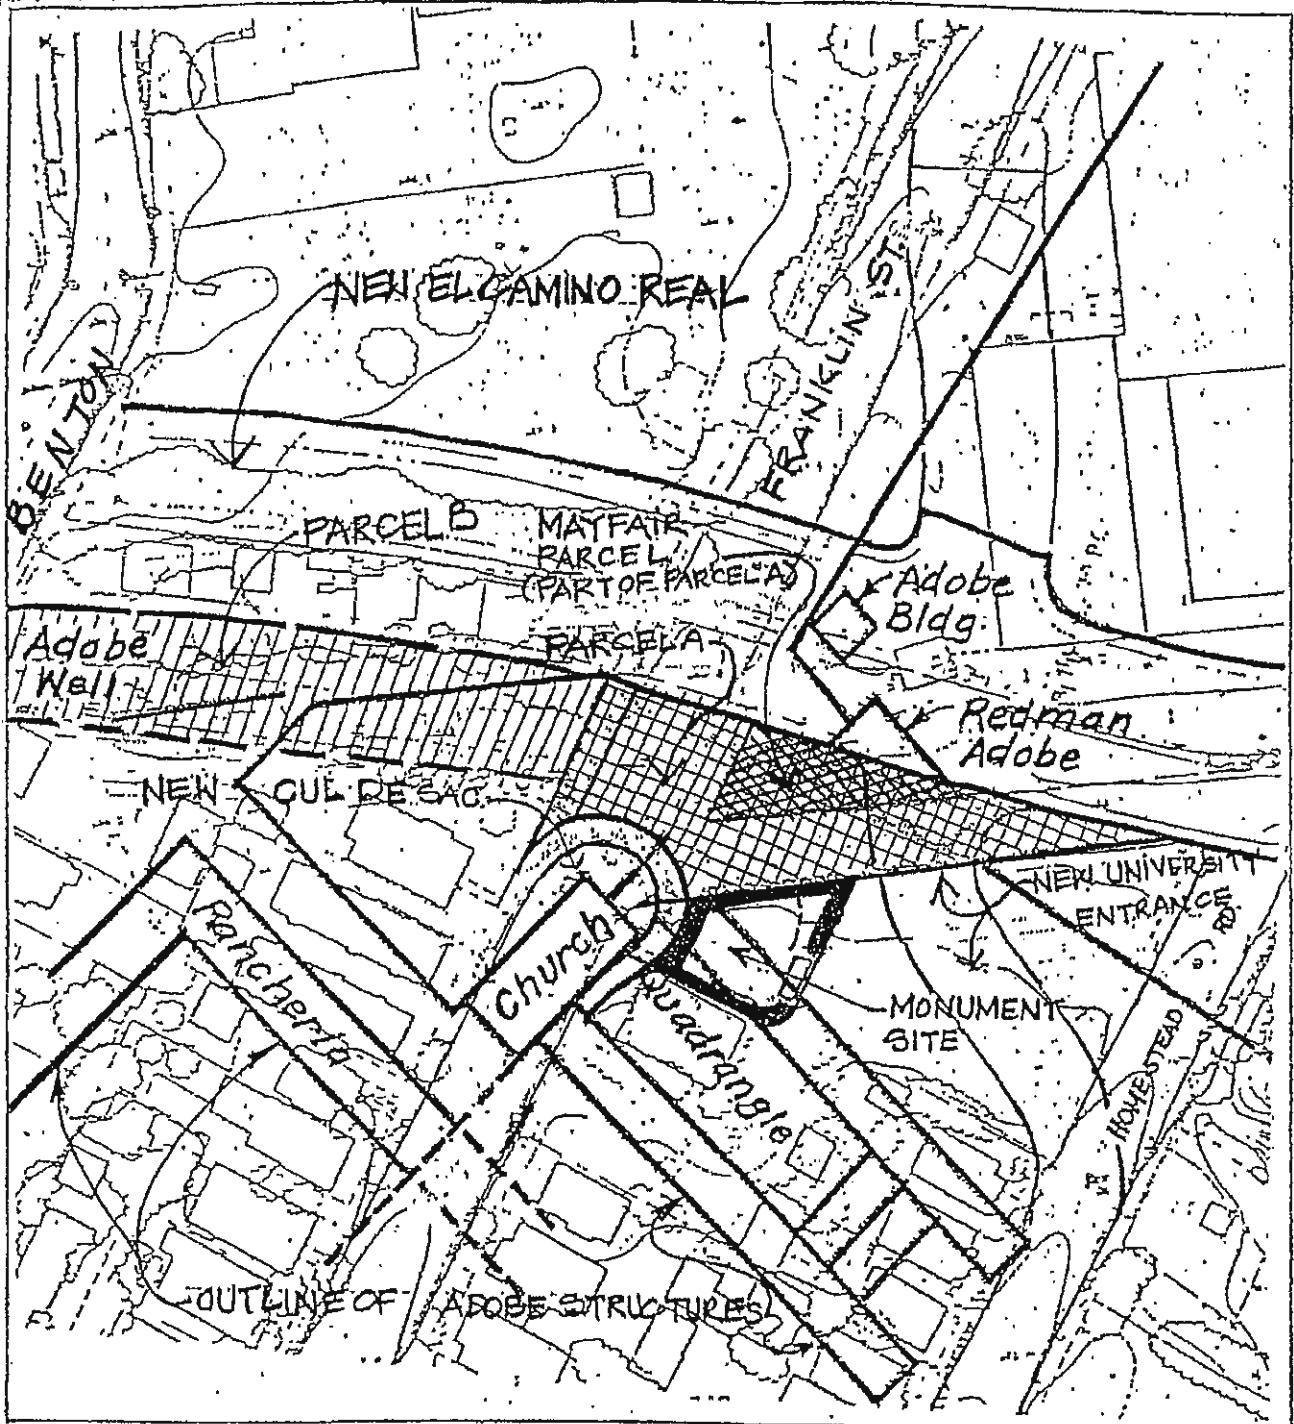 NEW EL CAMINO REAL
FRANKLIN ST.
BENTON
PARCEL B
MAYFAIR
PARCEL
(PART OF PARCEL "A")
Adobe
Bldg.
Adobe
Wall
PARCEL A
Redman
Adobe
NEW CUL DE SAC
NEW UNIVERSITY
ENTRANCE
Rancheria
Church
Quadrangle
MONUMENT
SITE
HOMESTEAD RD.
OUTLINE OF ADOBE STRUCTURES